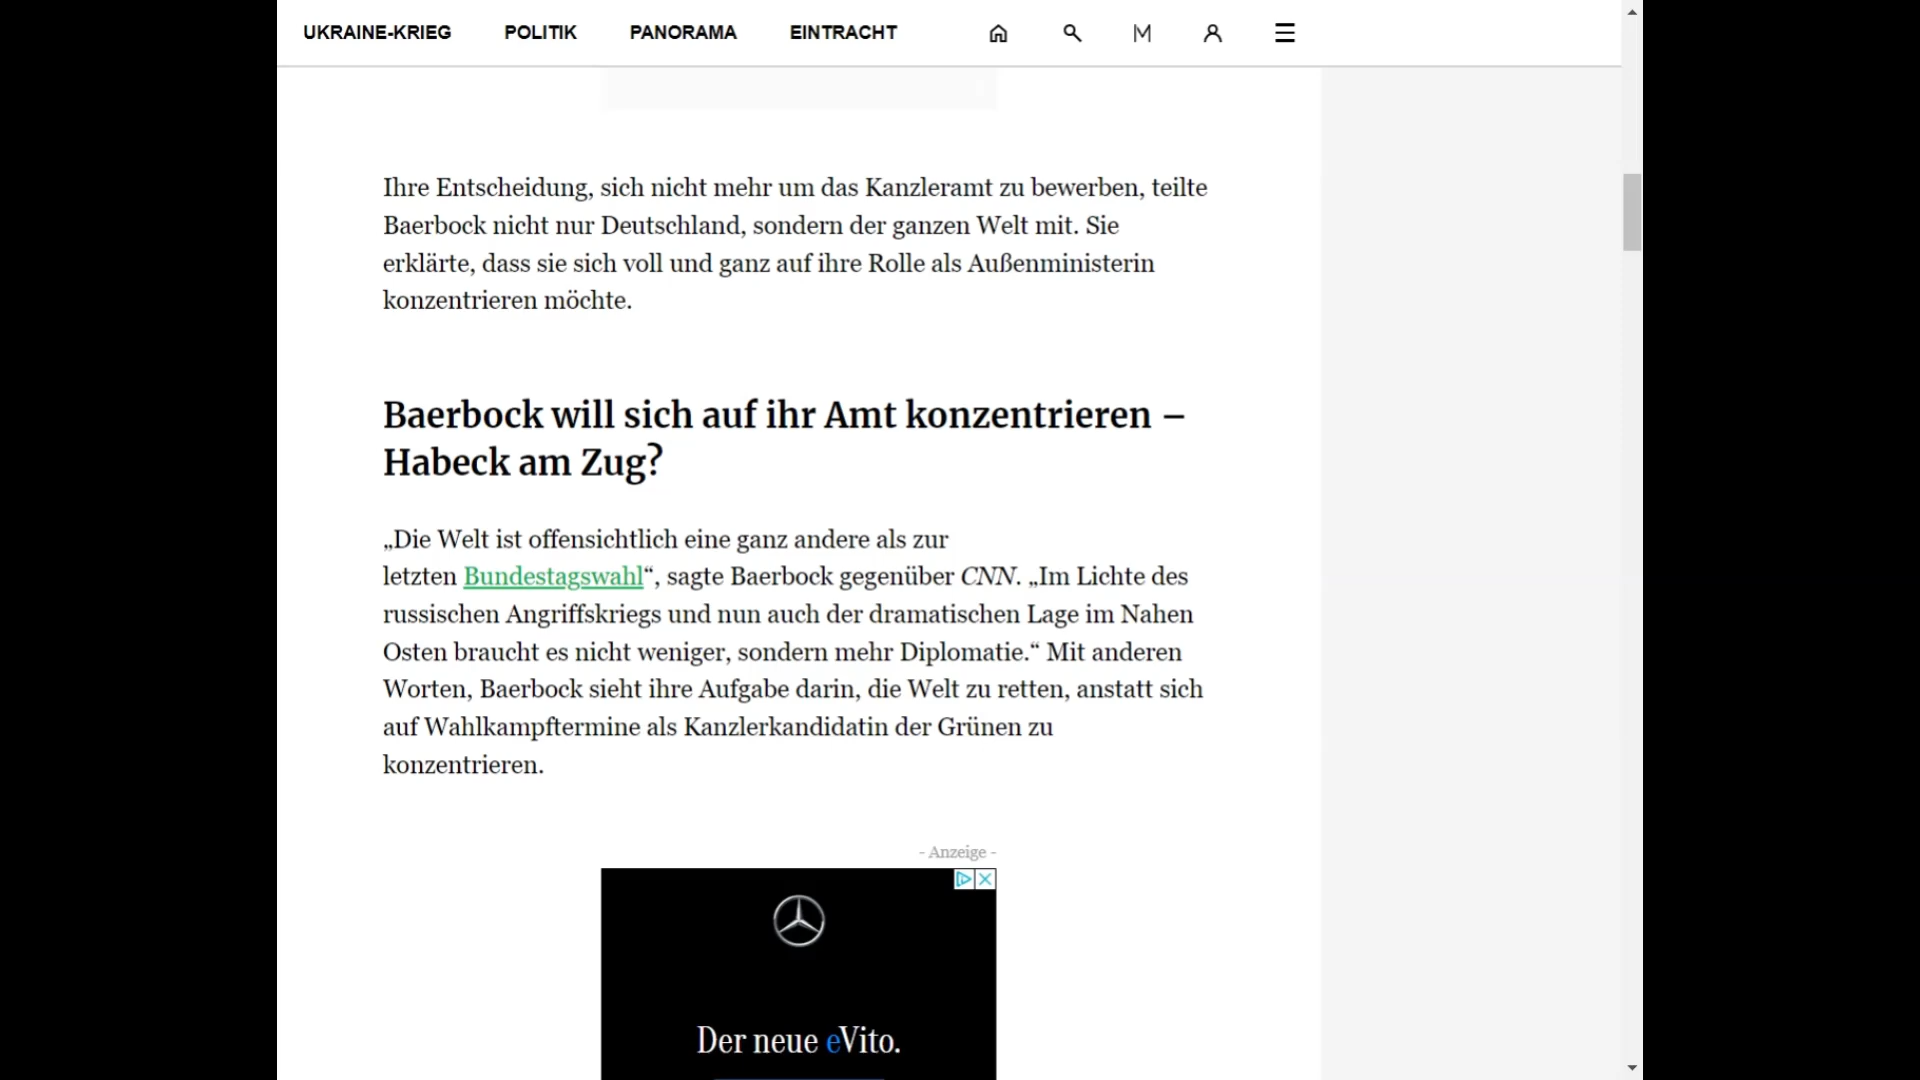 UKRAINE-KRIEG POLITIK PANORAMA EINTRACHT M
Ihre Entscheidung, sich nicht mehr um das Kanzleramt zu bewerben, teilte
Baerbock nicht nur Deutschland, sondern der ganzen Welt mit. Sie
erklärte, dass sie sich voll und ganz auf ihre Rolle als Außenministerin
konzentrieren möchte.
Baerbock will sich auf ihr Amt konzentrieren –
Habeck am Zug?
„Die Welt ist offensichtlich eine ganz andere als zur
letzten Bundestagswahl“, sagte Baerbock gegenüber CNN. „Im Lichte des
russischen Angriffskriegs und nun auch der dramatischen Lage im Nahen
Osten braucht es nicht weniger, sondern mehr Diplomatie.“ Mit anderen
Worten, Baerbock sieht ihre Aufgabe darin, die Welt zu retten, anstatt sich
auf Wahlkampftermine als Kanzlerkandidatin der Grünen zu
konzentrieren.
- Anzeige -
Der neue eVito.